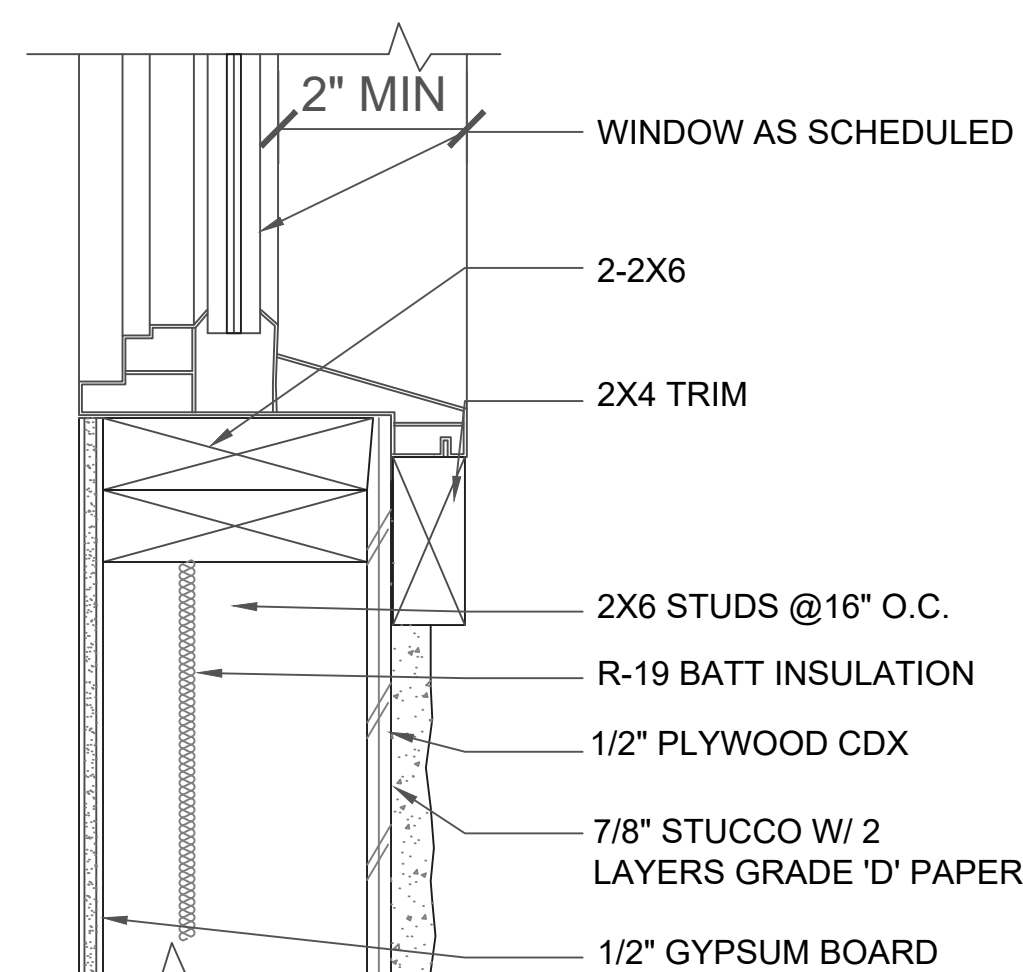 2" MIN
WINDOW AS SCHEDULED
2-2X6
2X4 TRIM
2X6 STUDS @16" O.C.
R-19 BATT INSULATION
1/2" PLYWOOD CDX
7/8" STUCCO W/ 2
LAYERS GRADE 'D' PAPER
1/2" GYPSUM BOARD